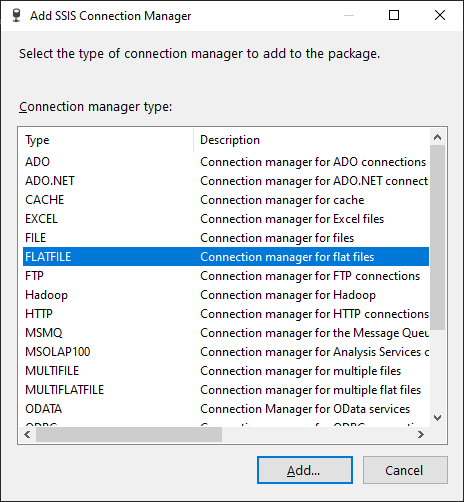 Add SSIS Connection Manager
Select the type of connection manager to add to the package.
Connection manager type:
Type Description
ADO Connection manager for ADO connections
ADO.NET Connection manager for ADO.NET connecti
CACHE Connection manager for cache
EXCEL Connection manager for Excel files
FILE Connection manager for files
FLATFILE Connection manager for flat files
FTP Connection manager for FTP connections
Hadoop Connection manager for Hadoop
HTTP Connection manager for HTTP connections
MSMQ Connection manager for the Message Queu
MSOLAP100 Connection manager for Analysis Services c
MULTIFILE Connection manager for multiple files
MULTIFLATFILE Connection manager for multiple flat files
ODATA Connection Manager for OData services
Add... Cancel